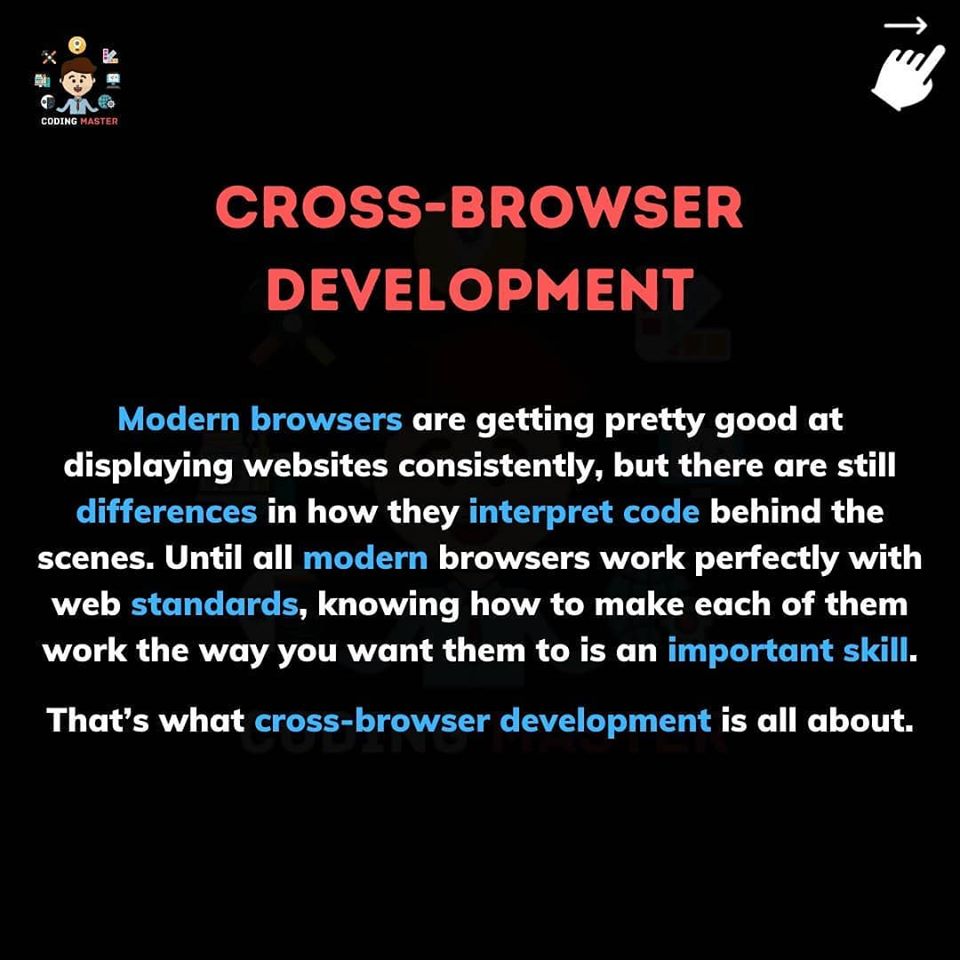 CODING MASTER
CROSS-BROWSER
DEVELOPMENT
Modern browsers are getting pretty good at
displaying websites consistently, but there are still
differences in how they interpret code behind the
scenes. Until all modern browsers work perfectly with
web standards, knowing how to make each of them
work the way you want them to is an important skill.
That’s what cross-browser development is all about.
CODING MASTER